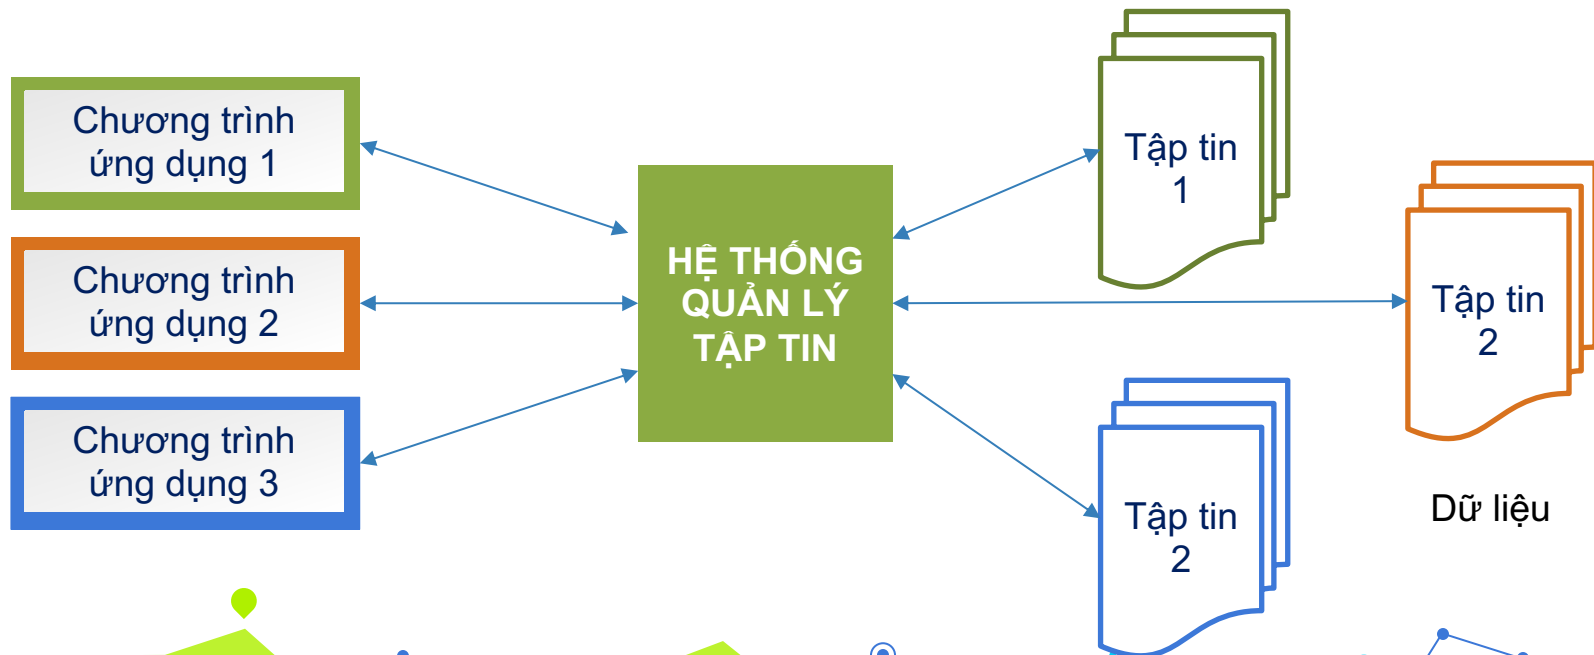 Chương trình
ứng dụng 1
Chương trình
ứng dụng 2
Chương trình
ứng dụng 3
HỆ THỐNG
QUẢN LÝ
TẬP TIN
Tập tin
1
Tập tin
2
Tập tin
2
Dữ liệu